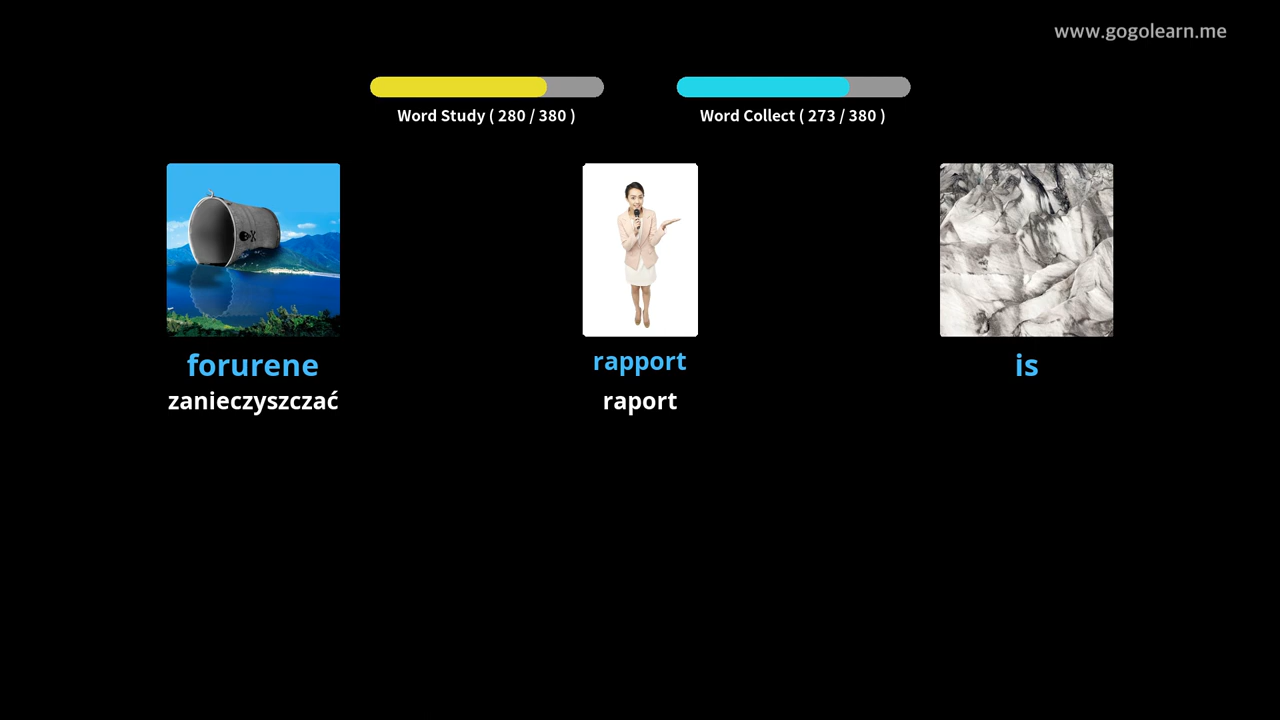 www.gogolearn.me
Word Study ( 280 / 380 )
Word Collect ( 273 / 380 )
forurene
zanieczyszczać
rapport
raport
is